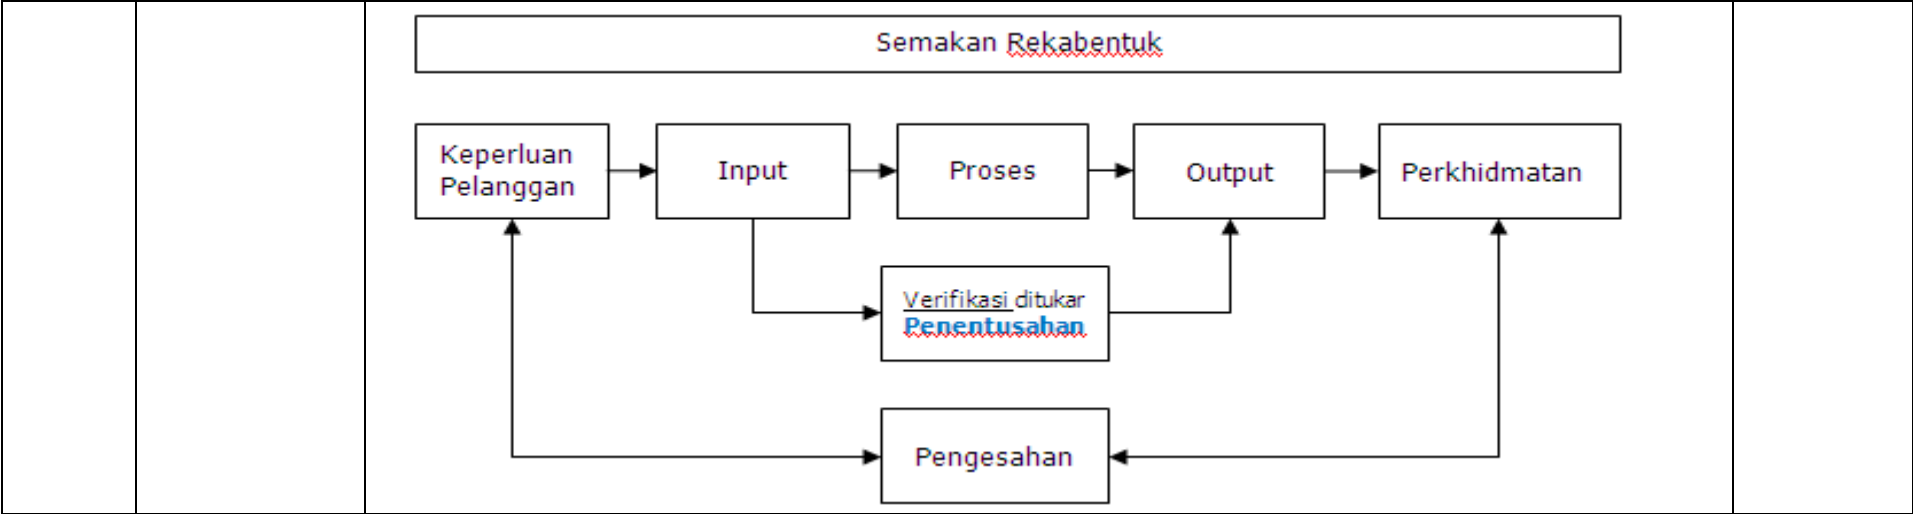 Semakan Rekabentuk
Keperluan
Pelanggan
Input
Proses
Output
Perkhidmatan
Verifikasi ditukar
Penentusahan
Pengesahan